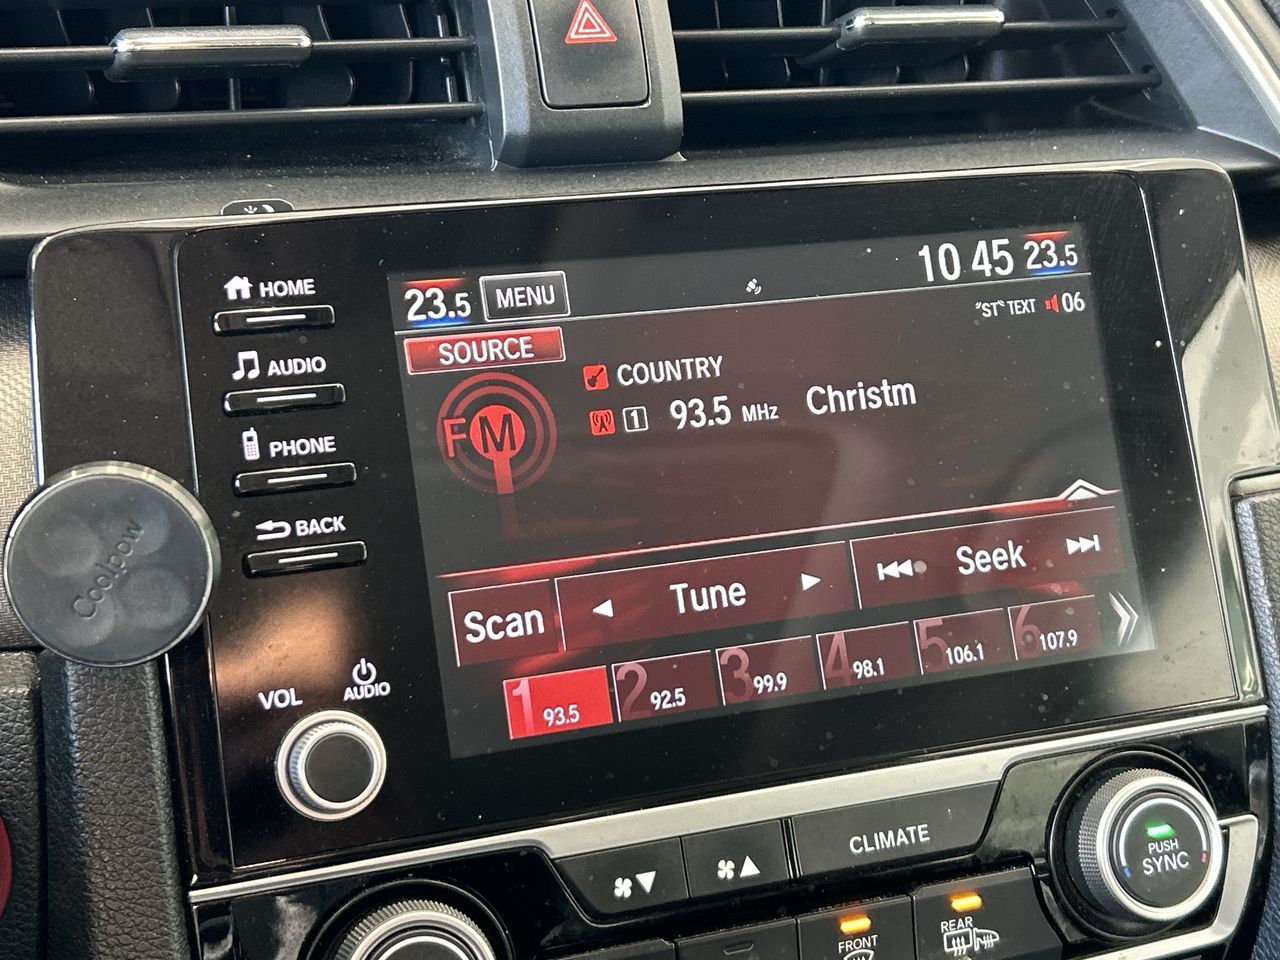 HOME
AUDIO
PHONE
BACK
VOL
AUDIO
Coolpow
23.5
MENU
10 45
23.5
"ST" TEXT
06
SOURCE
FM
COUNTRY
1
93.5 MHz
Christm
Scan
Tune
Seek
1 93.5
2 92.5
3 99.9
4 98.1
5 106.1
6 107.9
CLIMATE
PUSH
SYNC
FRONT
REAR